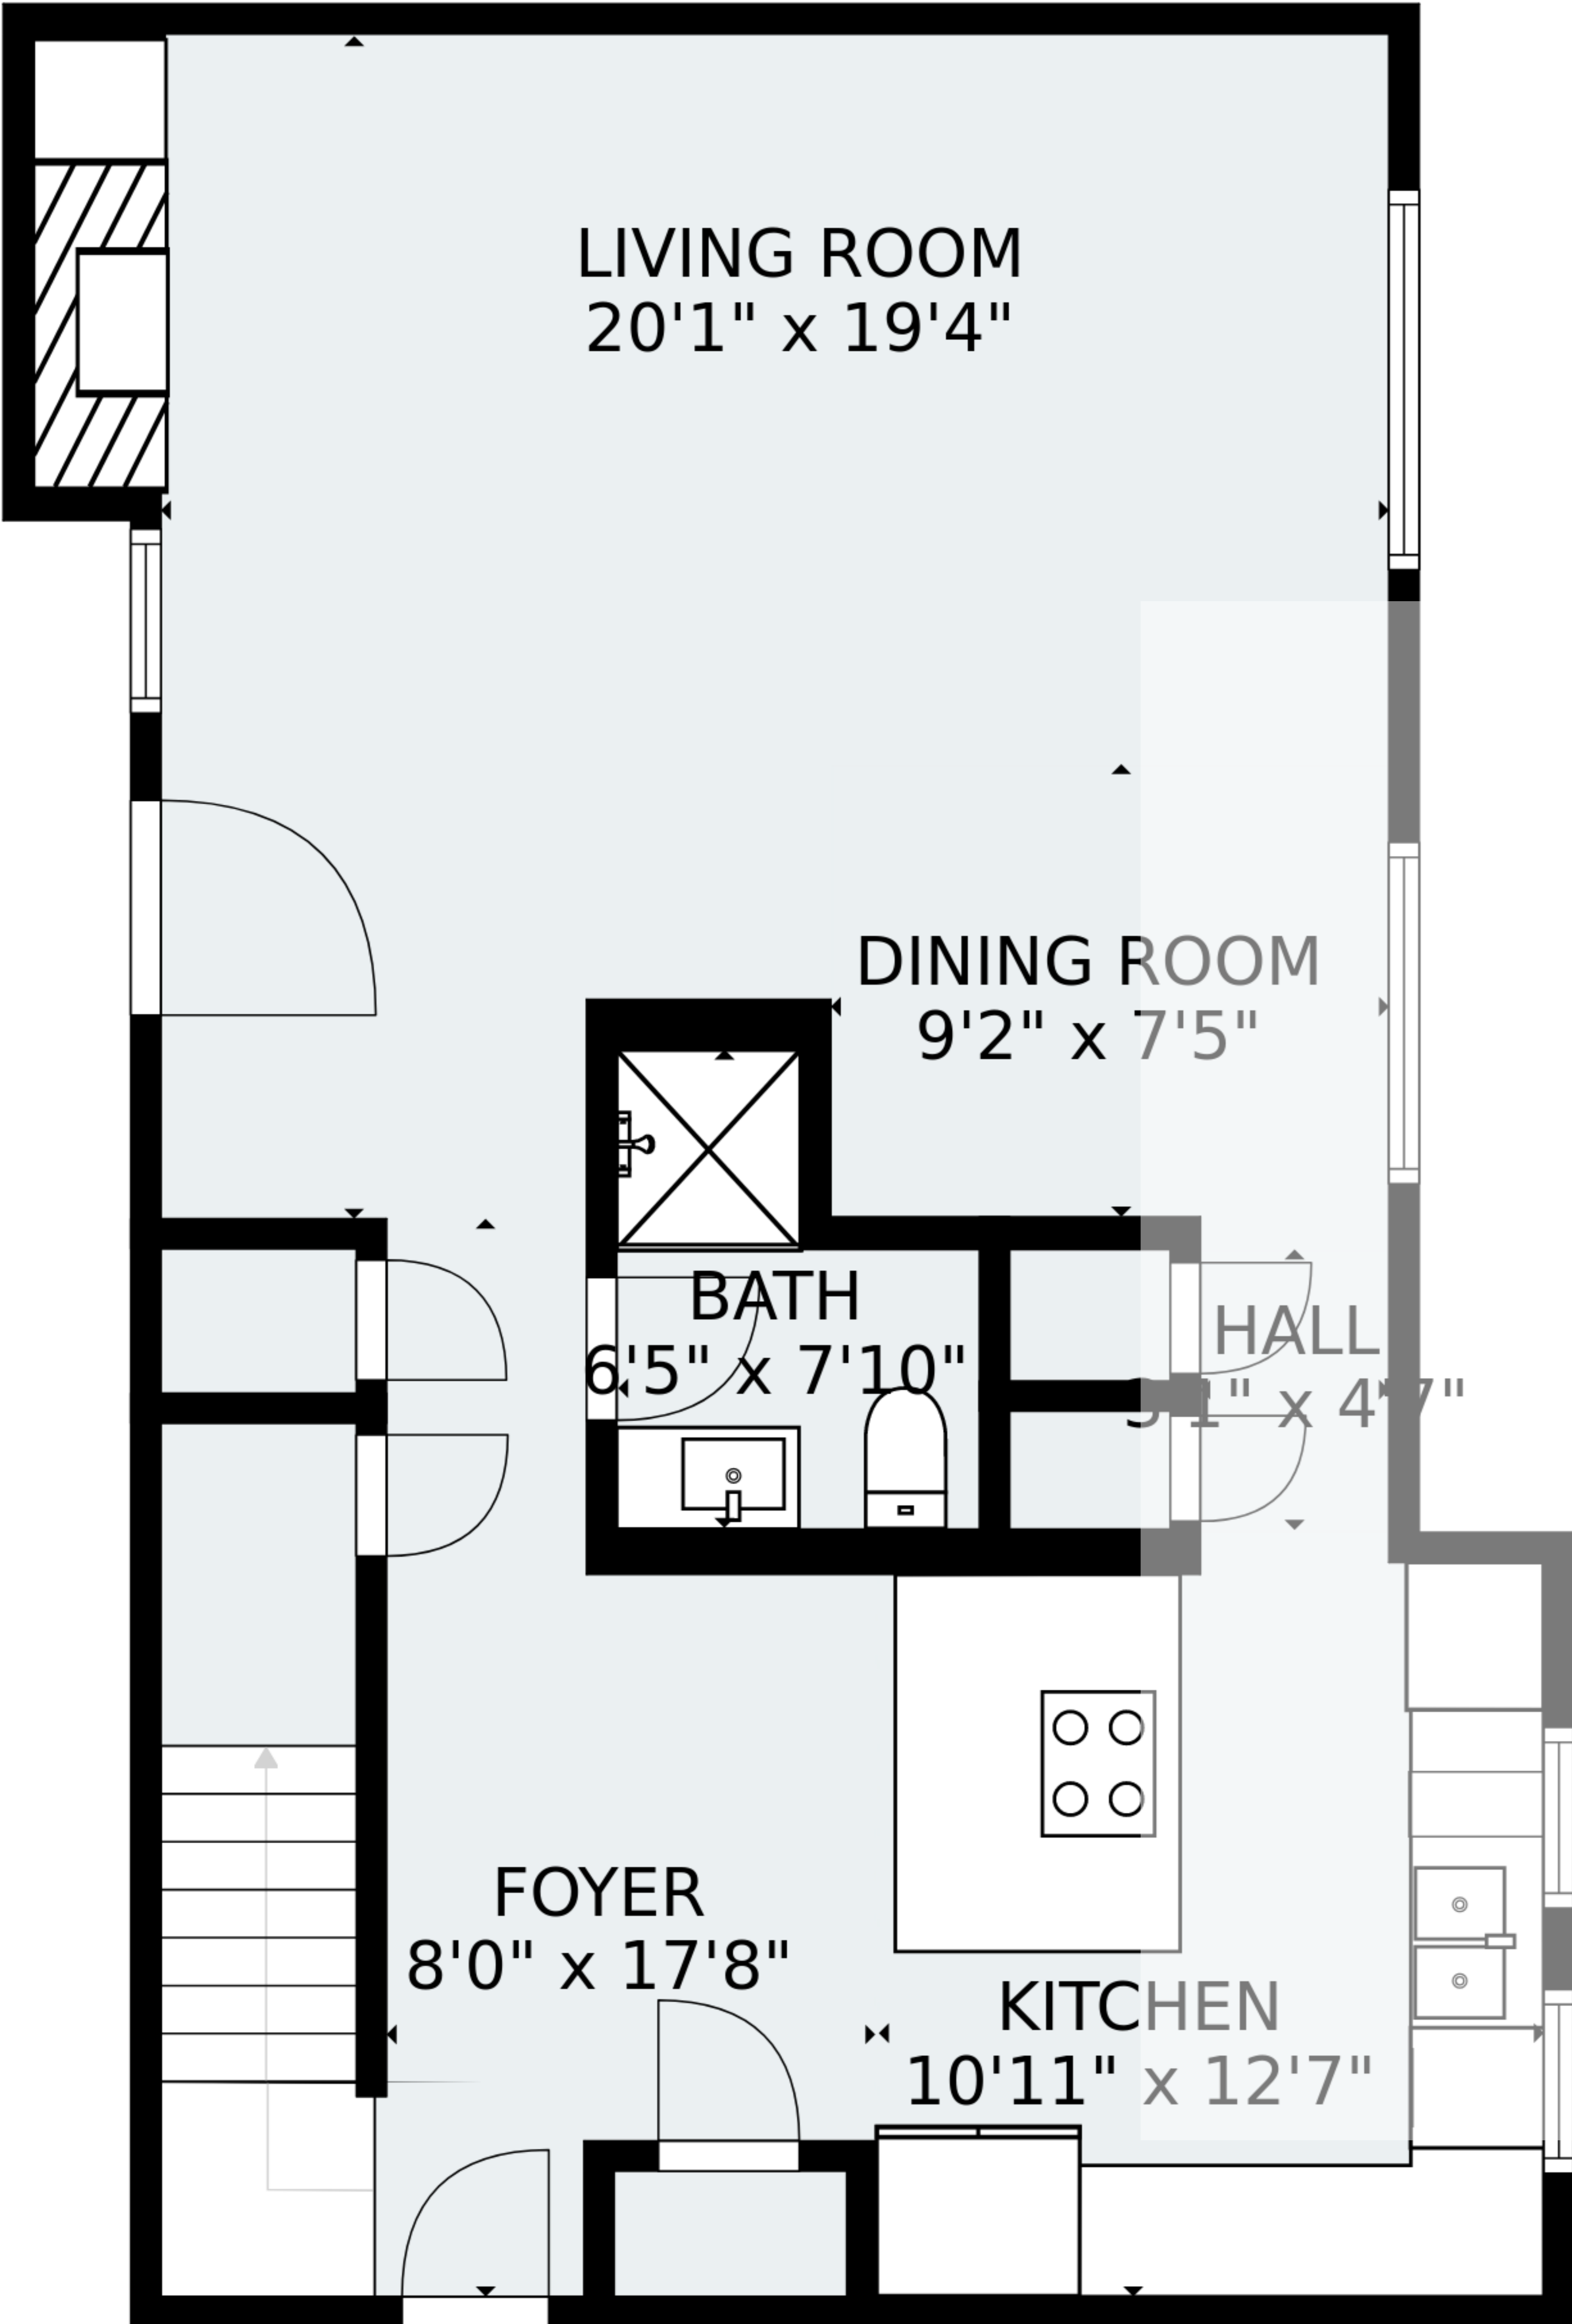 LIVING ROOM
20'1" x 19'4"
DINING ROOM
9'2" x 7'5"
BATH
6'5" x 7'10"
HALL
x
FOYER
8'0" x 17'8"
KITCHEN
10'11" x 12'7"